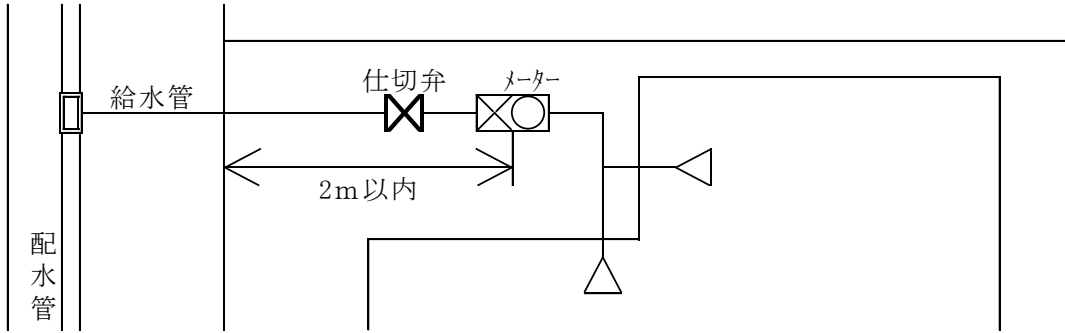 仕切弁
ﾒｰﾀｰ
給水管
2m以内
配水管